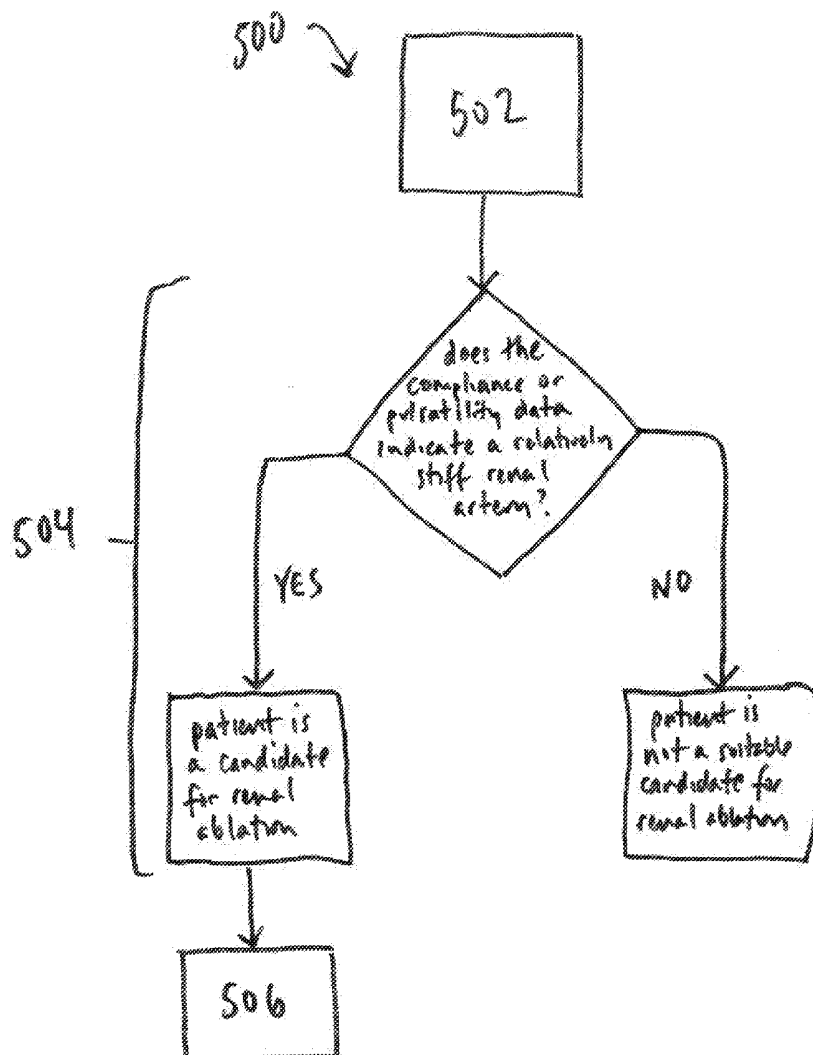 500
502
does the
compliance or
pulsatility data
indicate a relatively
stiff renal
artery?
504
YES
NO
patient is
a candidate
for renal
ablation
patient is
not a suitable
candidate for
renal ablation
506